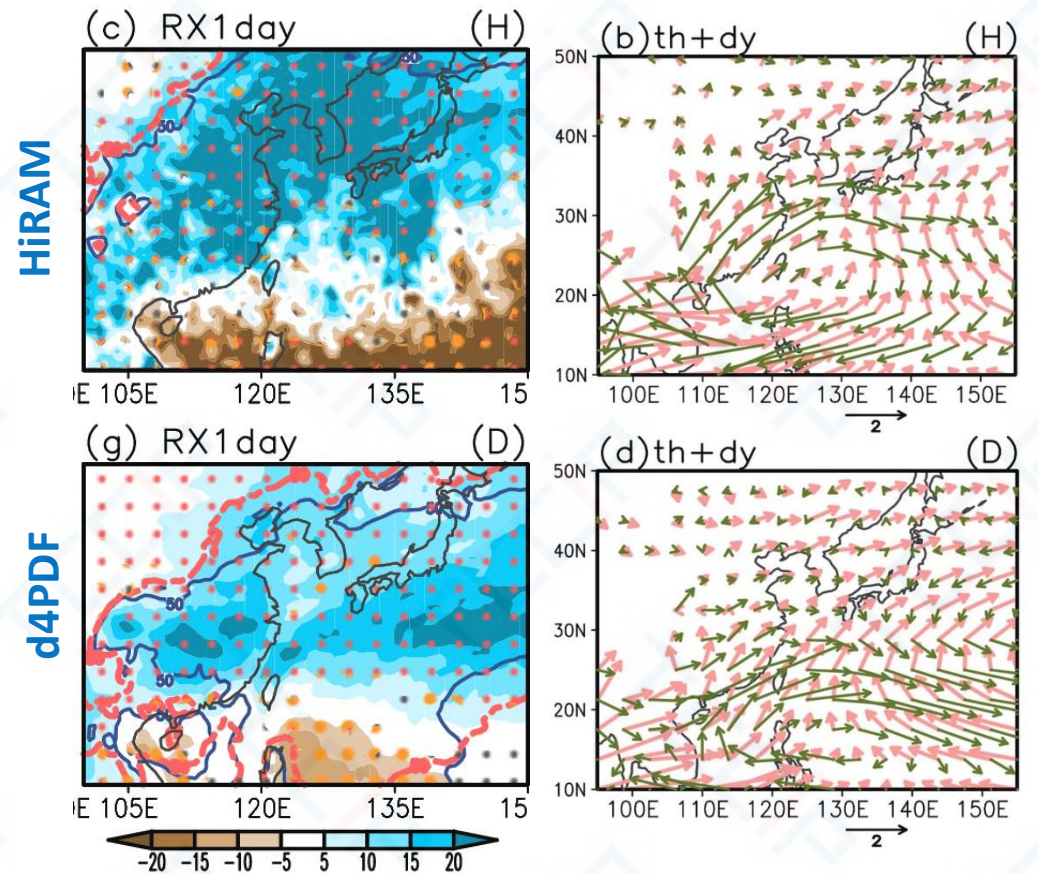 (c) RX1day (H)
(b) th+dy (H)
HiRAM
50
50
50N
40N
30N
20N
10N
0E 105E 120E 135E 15
100E 110E 120E 130E 140E 150E
2
(g) RX1day (D)
(d) th+dy (D)
d4PDF
50
50
50
50N
40N
30N
20N
10N
105E 120E 135E 15
100E 110E 120E 130E 140E 150E
2
-20 -15 -10 -5 5 10 15 20